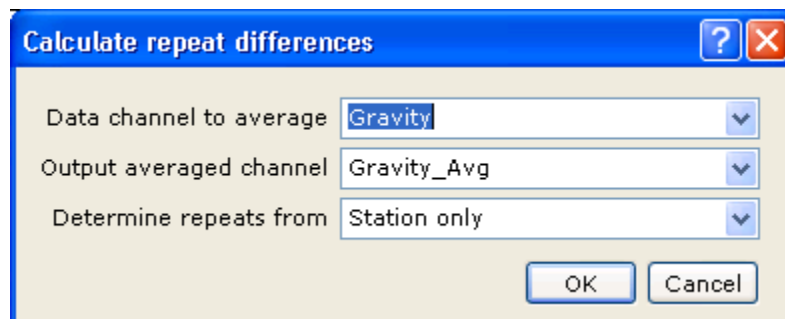 Calculate repeat differences
Data channel to average Gravity
Output averaged channel Gravity_Avg
Determine repeats from Station only
OK Cancel